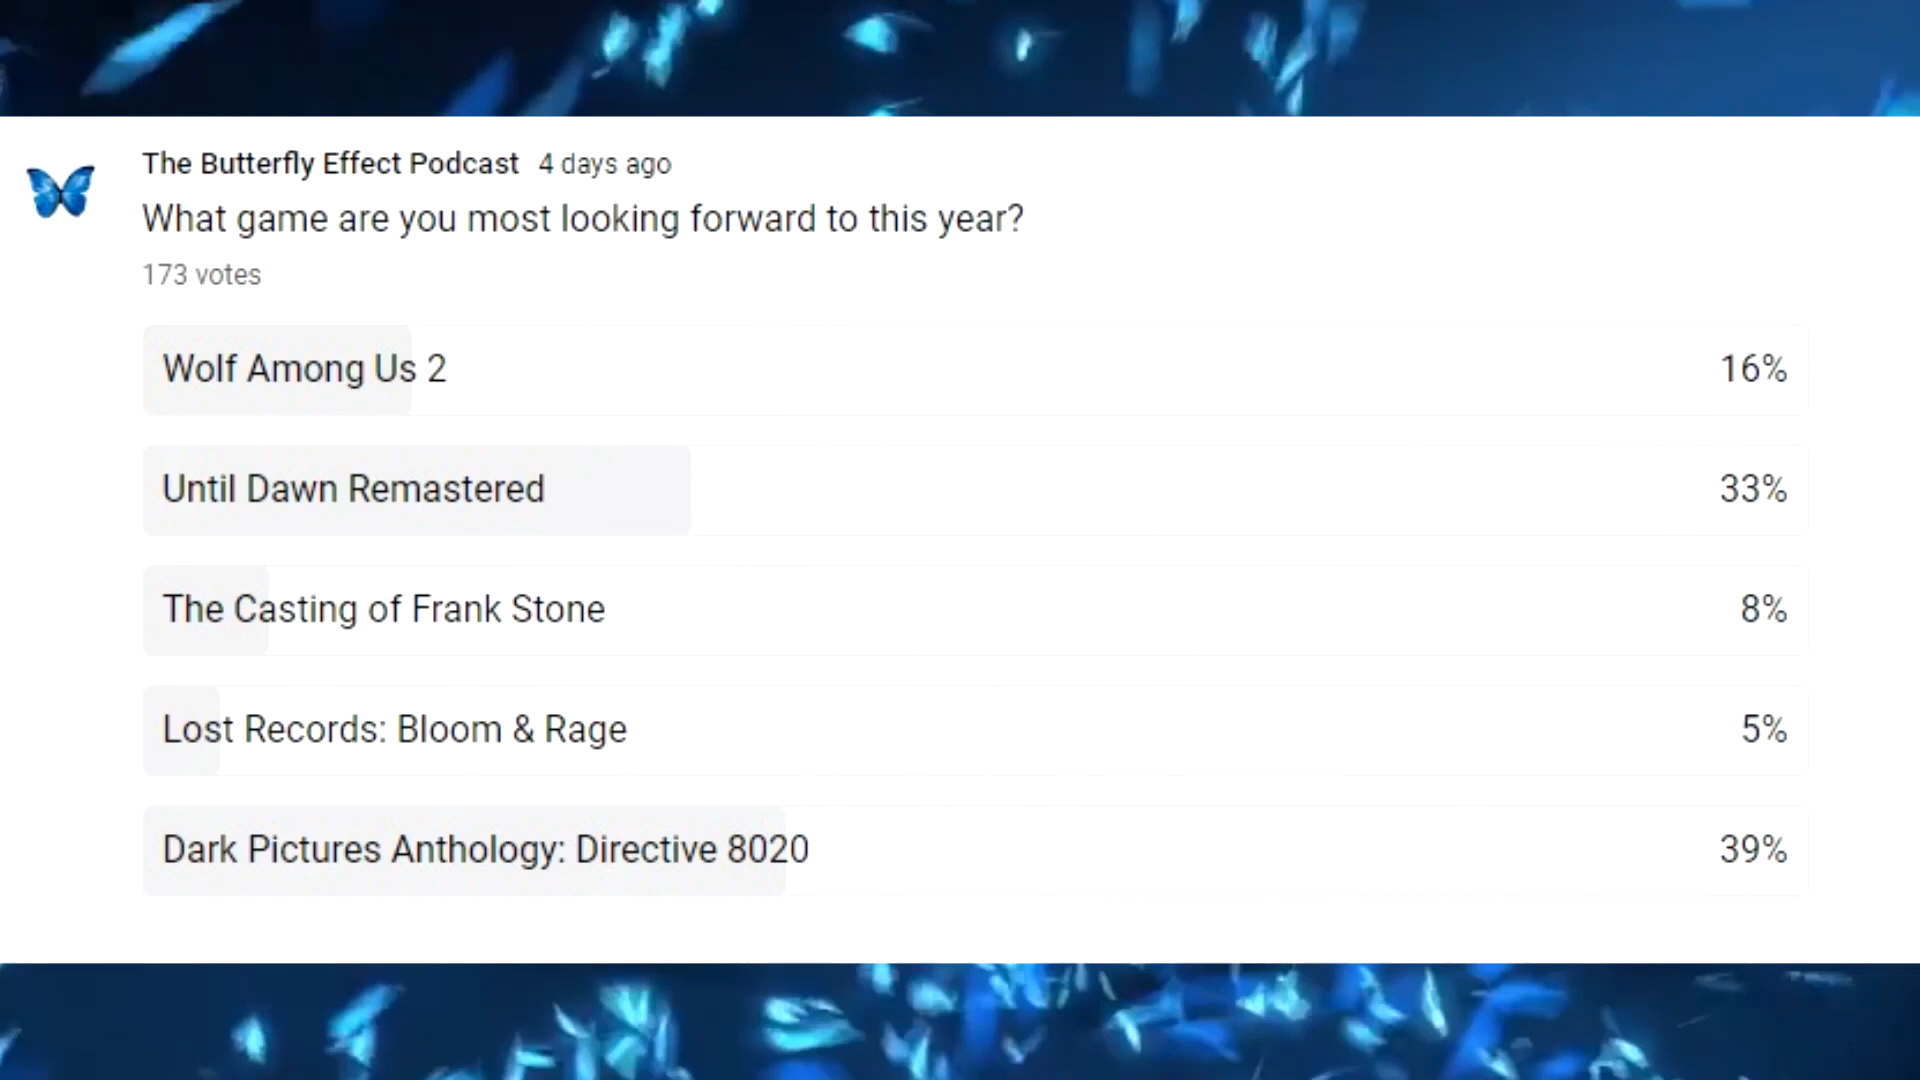 The Butterfly Effect Podcast 4 days ago
What game are you most looking forward to this year?
173 votes
Wolf Among Us 2 16%
Until Dawn Remastered 33%
The Casting of Frank Stone 8%
Lost Records: Bloom & Rage 5%
Dark Pictures Anthology: Directive 8020 39%